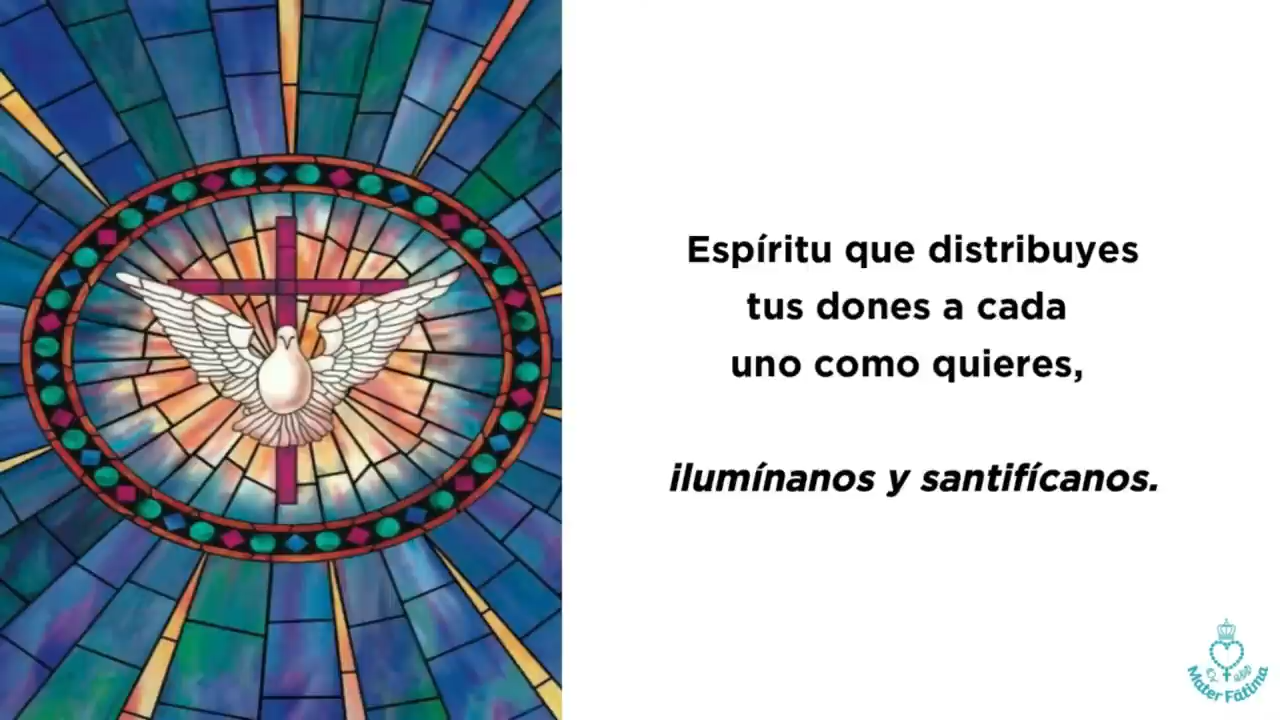 Espíritu que distribuyes
tus dones a cada
uno como quieres,
ilumínanos y santifícanos.
Mater Fátima